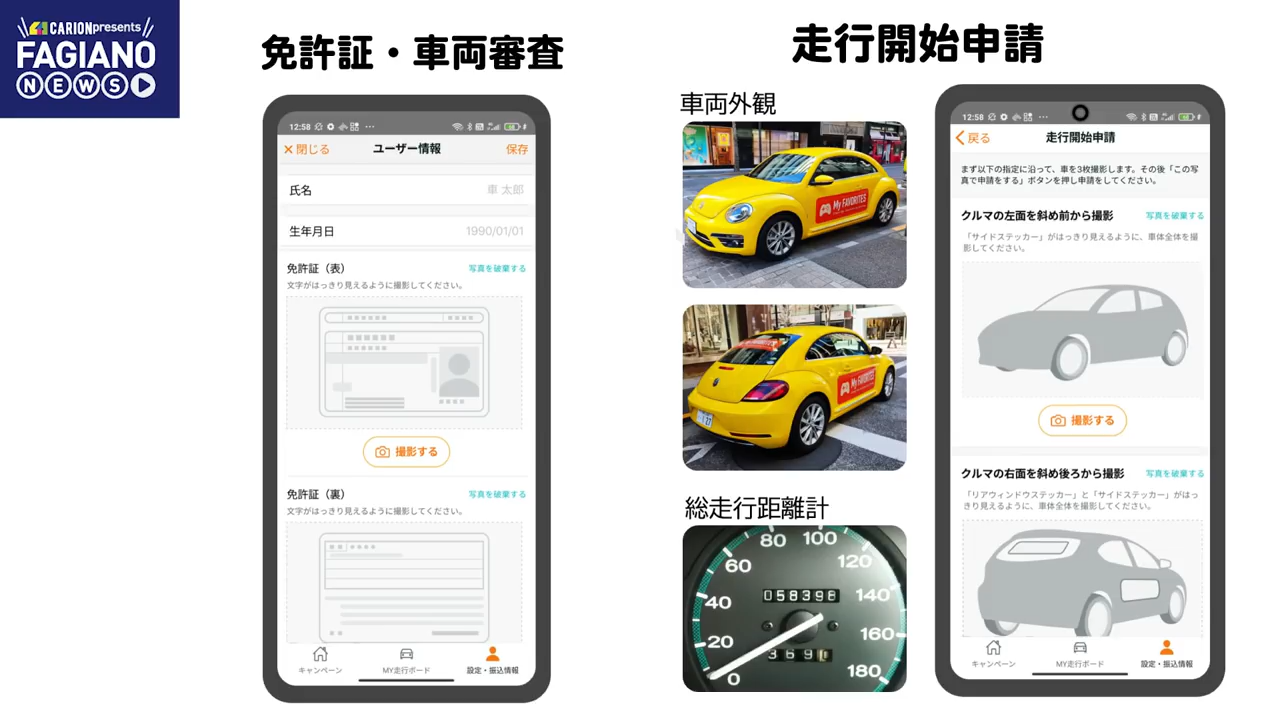 CARION presents
FAGIANO
NEWS
免許証・車両審査
12:58
×閉じる
ユーザー情報
保存
氏名
車 太郎
生年月日
1990/01/01
免許証（表）
写真を破棄する
文字がはっきり見えるように撮影してください。
撮影する
免許証（裏）
写真を破棄する
文字がはっきり見えるように撮影してください。
キャンペーン
MY走行ボード
設定・振込情報
走行開始申請
車両外観
My FAVORITES
My FAVORITES
総走行距離計
0
20
40
60
80
100
120
140
160
180
058398
369
12:58
戻る
走行開始申請
まず以下の指定に沿って、車を3枚撮影します。その後「この写
真で申請をする」ボタンを押し申請をしてください。
クルマの左面を斜め前から撮影
写真を破棄する
「サイドステッカー」がはっきり見えるように、車体全体を撮
影してください。
撮影する
クルマの右面を斜め後ろから撮影
写真を破棄する
「リアウィンドウステッカー」と「サイドステッカー」がはっ
きり見えるように、車体全体を撮影してください。
キャンペーン
MY走行ボード
設定・振込情報